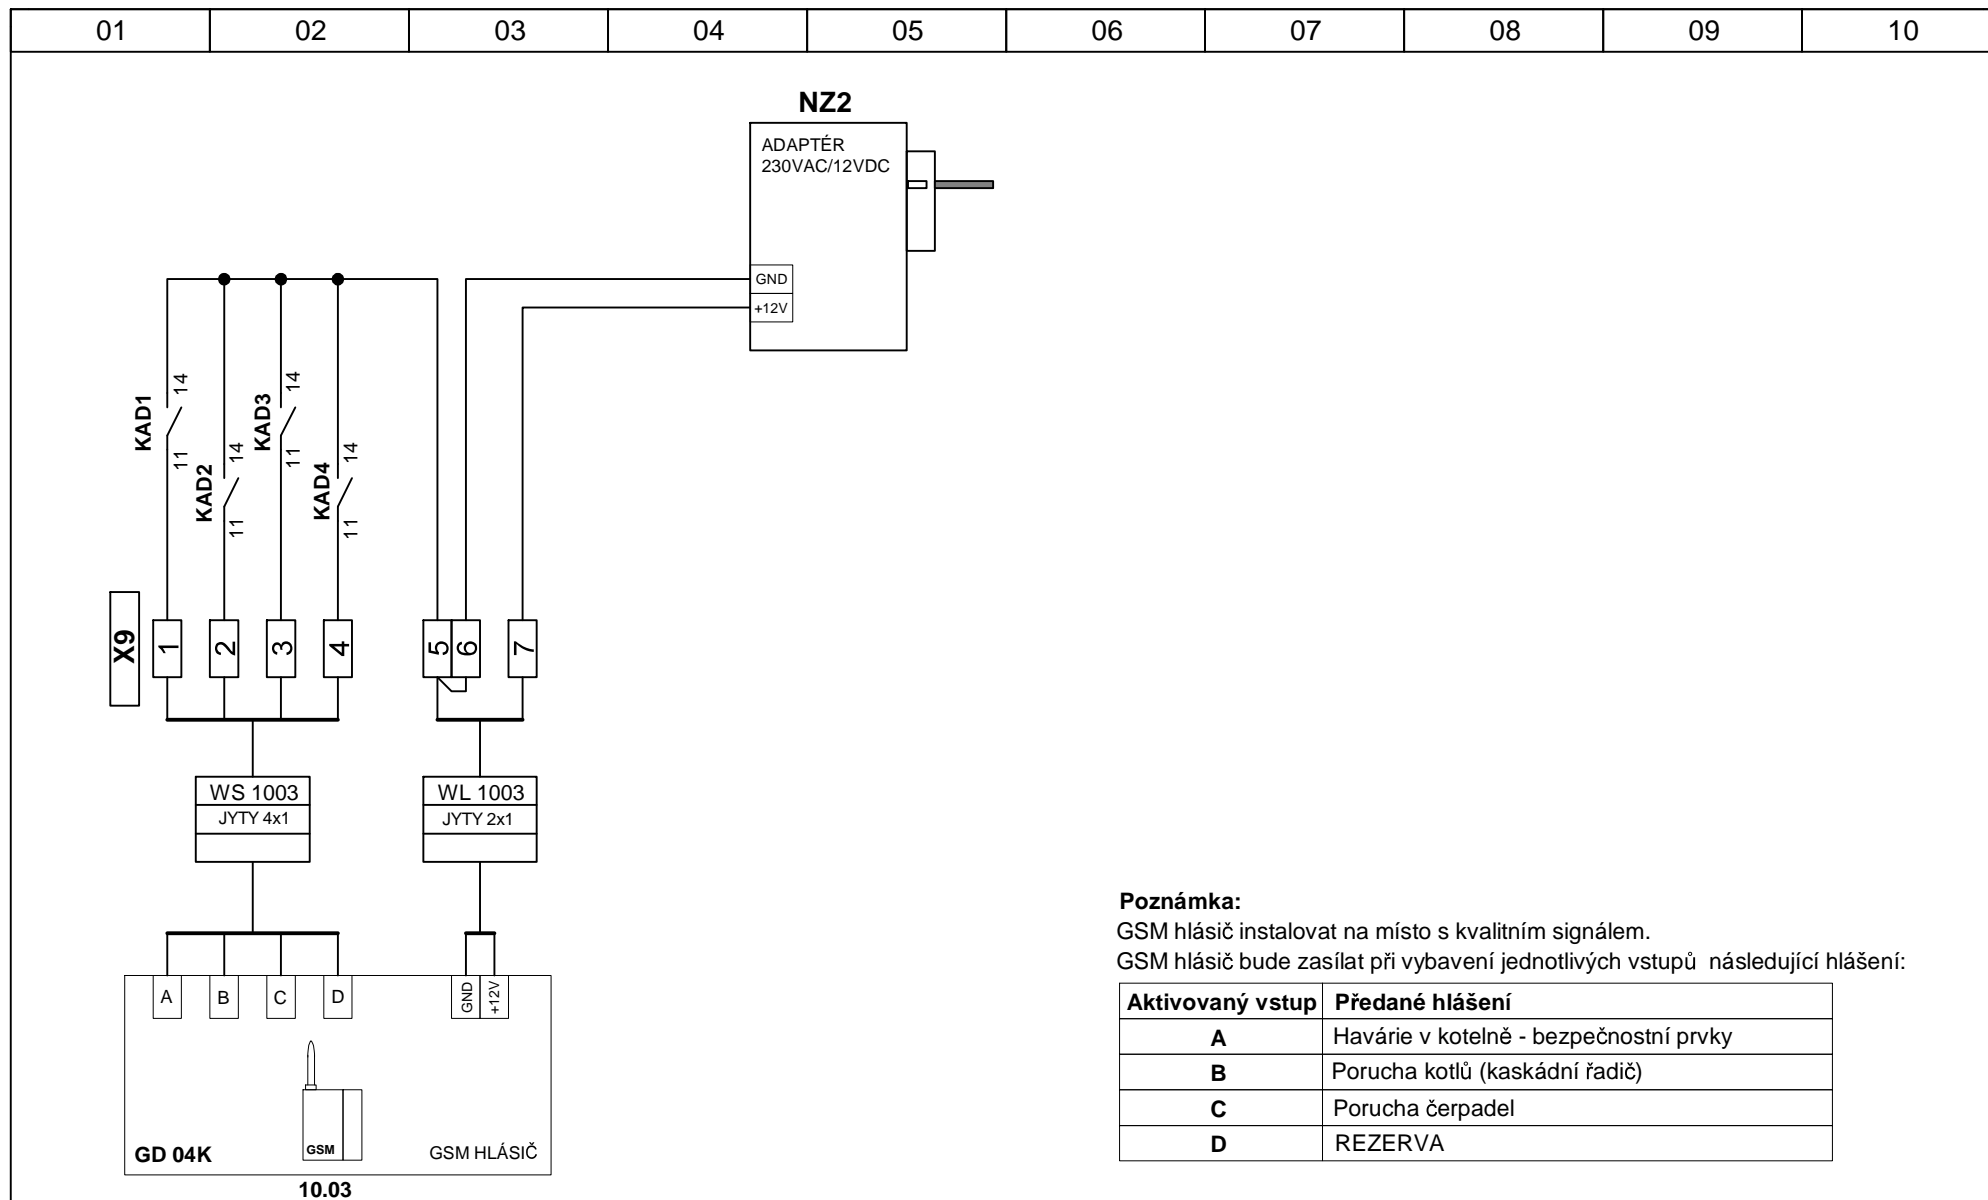 01 02 03 04 05 06 07 08 09 10
NZ2
ADAPTÉR
230VAC/12VDC
GND
+12V
KAD1
14
11
KAD2
14
11
KAD3
14
11
KAD4
14
11
X9
1 2 3 4 5 6 7
WS 1003
JYTY 4x1
WL 1003
JYTY 2x1
A B C D GND +12V
GSM
GD 04K
GSM HLÁSIČ
10.03
Poznámka:
GSM hlásič instalovat na místo s kvalitním signálem.
GSM hlásič bude zasílat při vybavení jednotlivých vstupů následující hlášení:
Aktivovaný vstup Předané hlášení
A Havárie v kotelně - bezpečnostní prvky
B Porucha kotlů (kaskádní řadič)
C Porucha čerpadel
D REZERVA